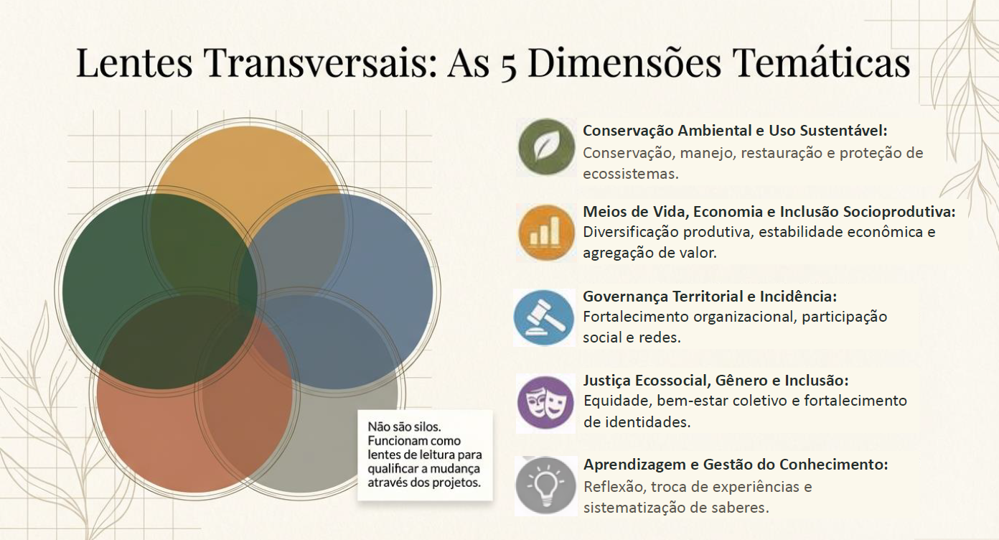 Lentes Transversais: As 5 Dimensões Temáticas
Conservação Ambiental e Uso Sustentável:
Conservação, manejo, restauração e proteção de
ecossistemas.
Meios de Vida, Economia e Inclusão Socioprodutiva:
Diversificação produtiva, estabilidade econômica e
agregação de valor.
Governança Territorial e Incidência:
Fortalecimento organizacional, participação
social e redes.
Justiça Ecossocial, Gênero e Inclusão:
Equidade, bem-estar coletivo e fortalecimento
de identidades.
Aprendizagem e Gestão do Conhecimento:
Reflexão, troca de experiências e
sistematização de saberes.
Não são silos.
Funcionam como
lentes de leitura para
qualificar a mudança
através dos projetos.